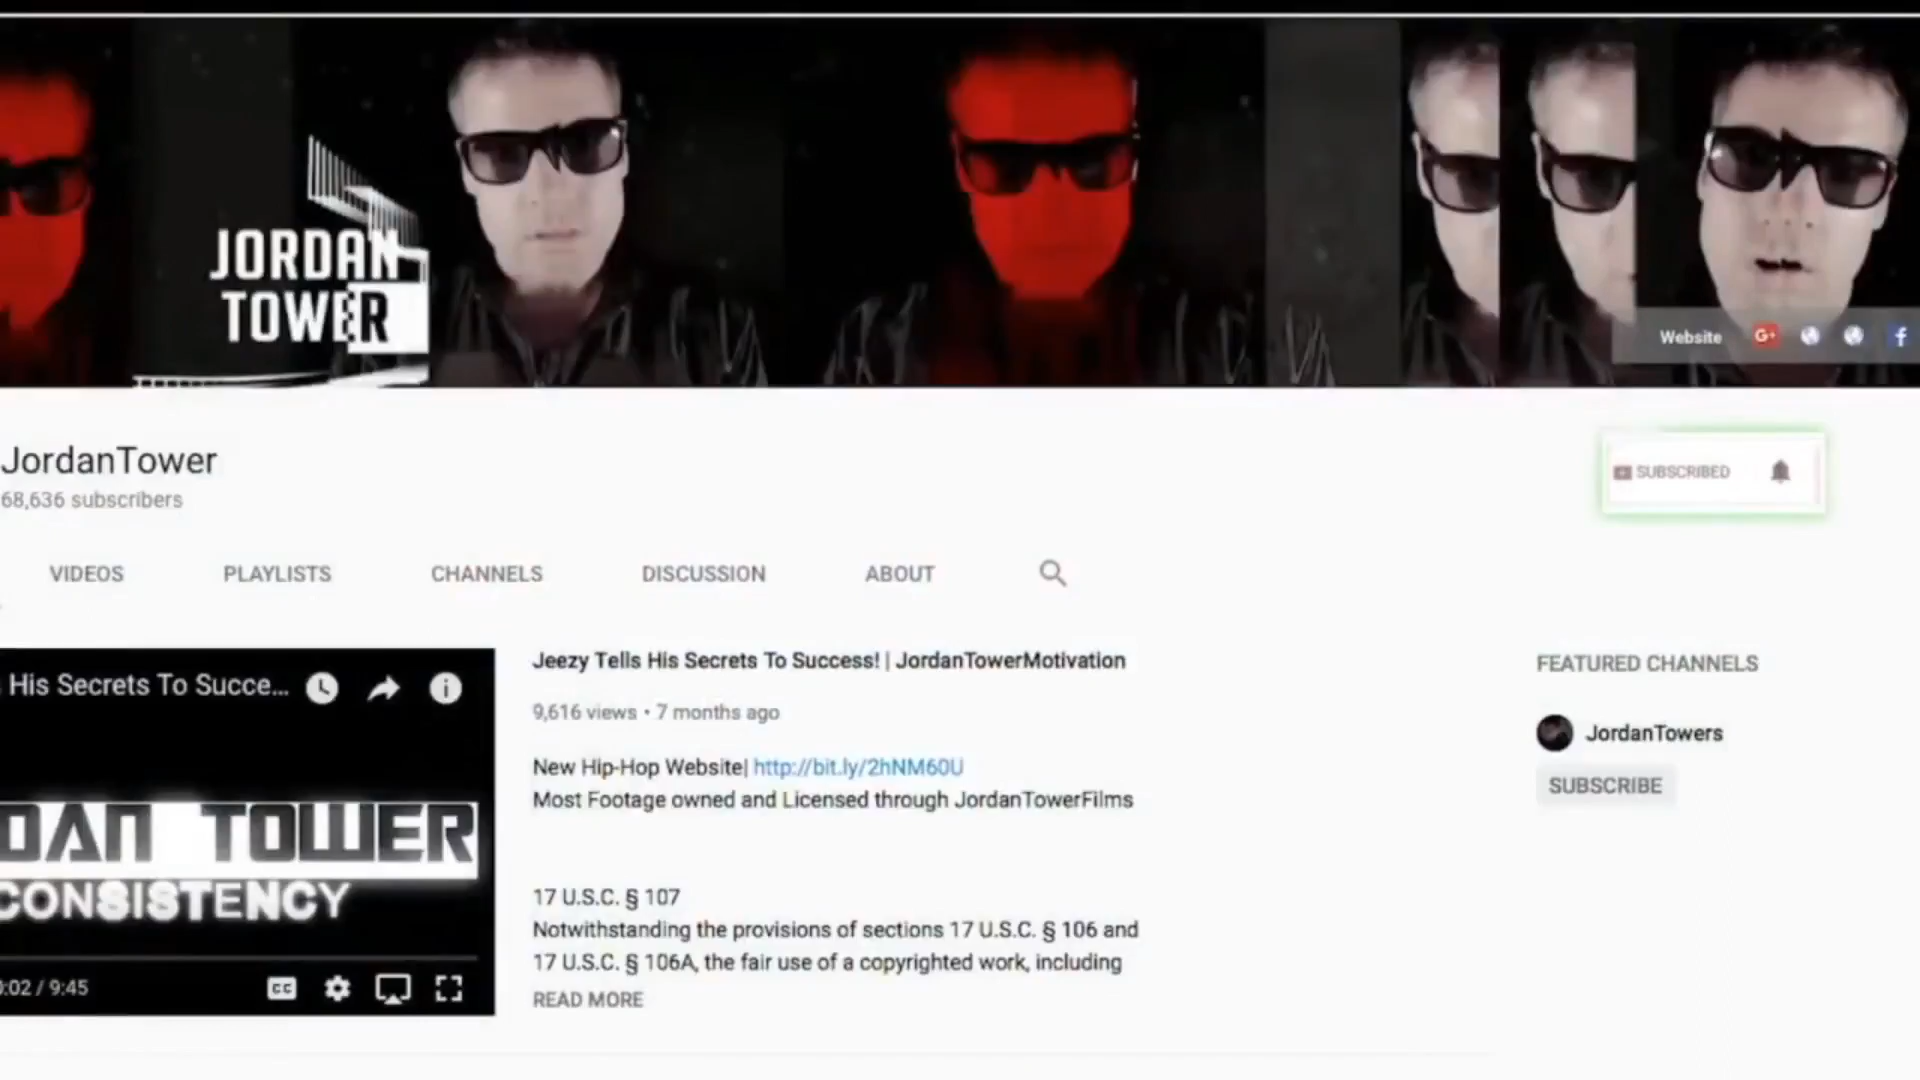 JORDAN
TOWER
Website
JordanTower
68,636 subscribers
SUBSCRIBED
VIDEOS
PLAYLISTS
CHANNELS
DISCUSSION
ABOUT
His Secrets To Succe...
DAN TOWER
CONSISTENCY
0:02 / 9:45
CC
Jeezy Tells His Secrets To Success! | JordanTowerMotivation
9,616 views • 7 months ago
New Hip-Hop Website| http://bit.ly/2hNM60U
Most Footage owned and Licensed through JordanTowerFilms
17 U.S.C. § 107
Notwithstanding the provisions of sections 17 U.S.C. § 106 and
17 U.S.C. § 106A, the fair use of a copyrighted work, including
READ MORE
FEATURED CHANNELS
JordanTowers
SUBSCRIBE